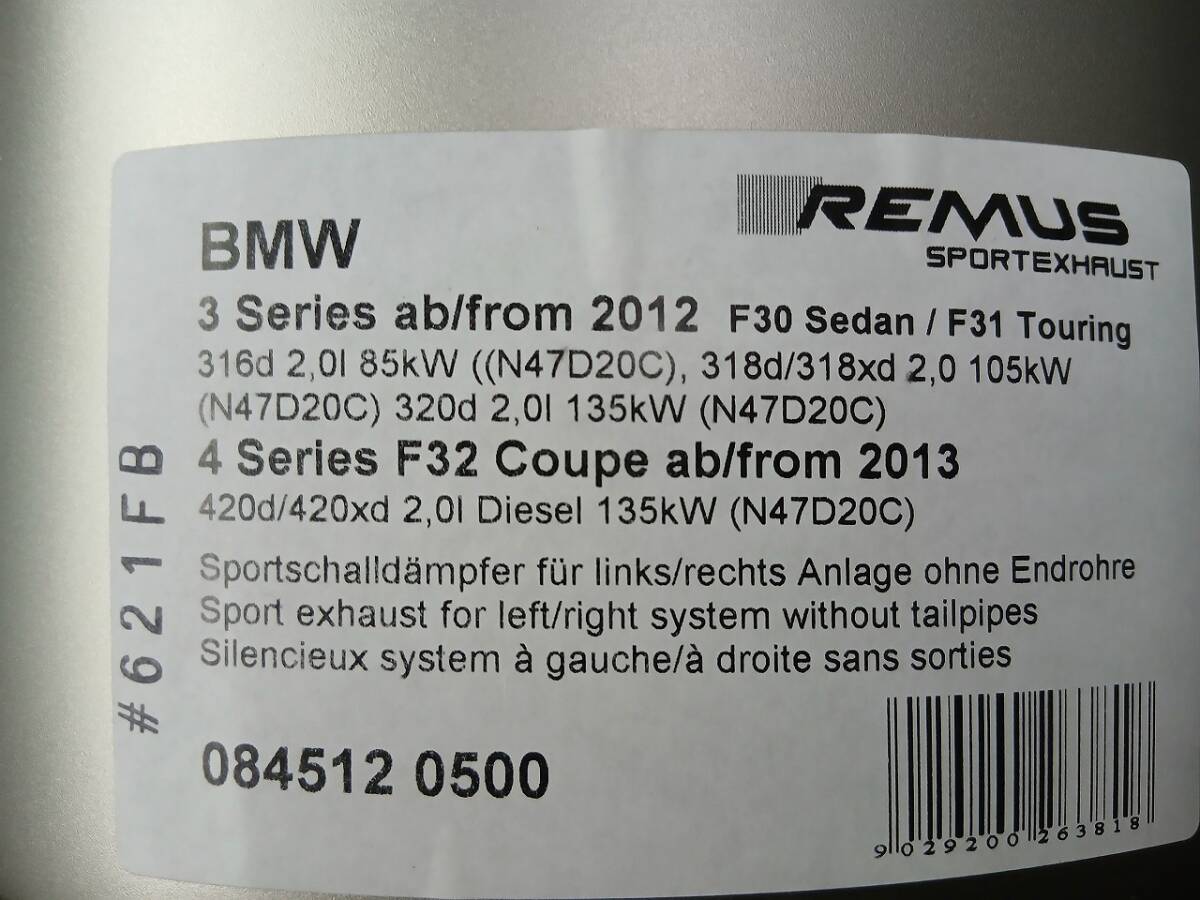 BMW
REMUS
SPORTEXHAUST
3 Series ab/from 2012 F30 Sedan / F31 Touring
316d 2,0l 85kW ((N47D20C), 318d/318xd 2,0 105kW
(N47D20C) 320d 2,0l 135kW (N47D20C)
4 Series F32 Coupe ab/from 2013
420d/420xd 2,0l Diesel 135kW (N47D20C)
Sportschalldämpfer für links/rechts Anlage ohne Endrohre
Sport exhaust for left/right system without tailpipes
Silencieux system à gauche/à droite sans sorties
#621FB
084512 0500
9 029200 263818